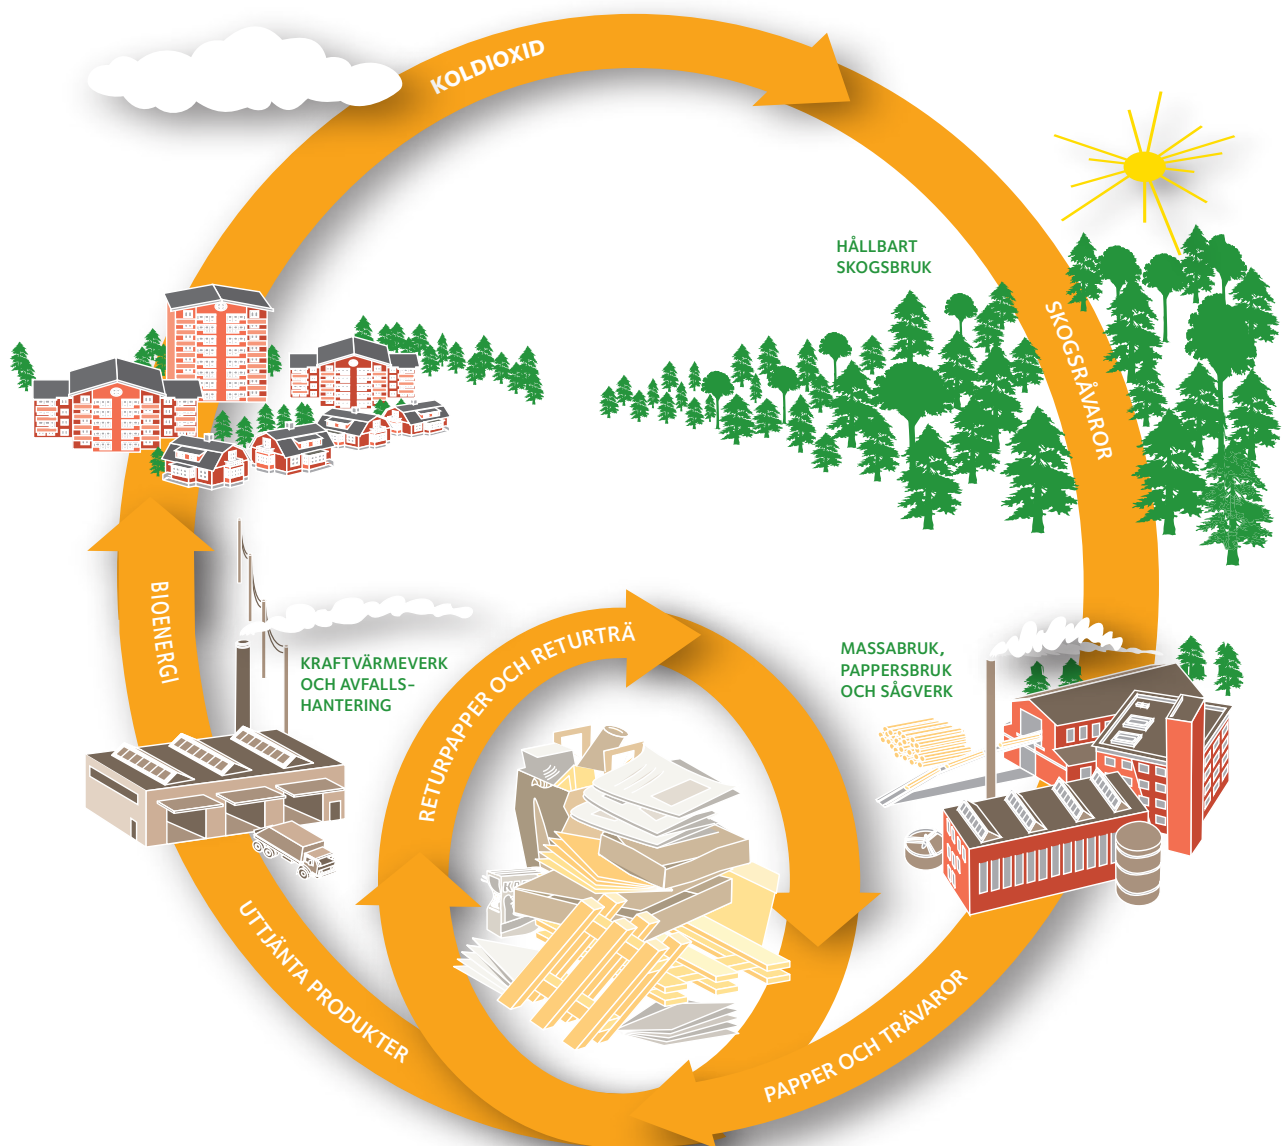 KOLDIOXID
HÅLLBART
SKOGSBRUK
SKOGSRÅVAROR
BIOENERGI
KRAFTVÄRMEVERK
OCH AVFALLS-
HANTERING
RETURPAPPER OCH RETURTRÄ
MASSABRUK,
PAPPERSBRUK
OCH SÅGVERK
UTTJÄNTA PRODUKTER
PAPPER OCH TRÄVAROR